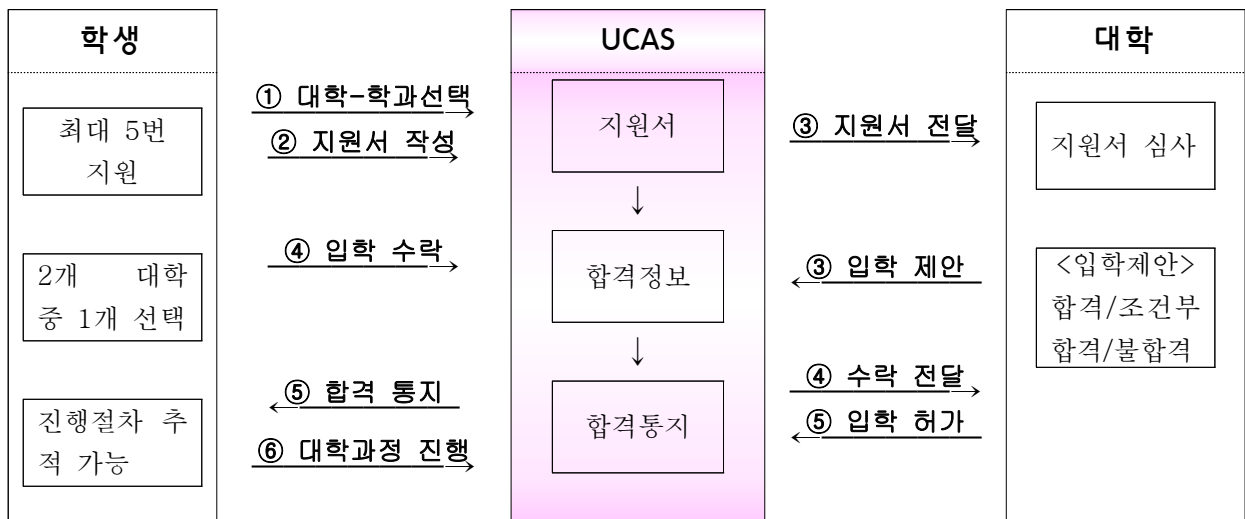 학생
UCAS
대학
① 대학-학과선택
② 지원서 작성
③ 지원서 전달
최대 5번
지원
지원서
지원서 심사
↓
④ 입학 수락
③ 입학 제안
2개 대학
중 1개 선택
합격정보
<입학제안>
합격/조건부
합격/불합격
↓
⑤ 합격 통지
④ 수락 전달
⑥ 대학과정 진행
⑤ 입학 허가
진행절차 추
적 가능
합격통지